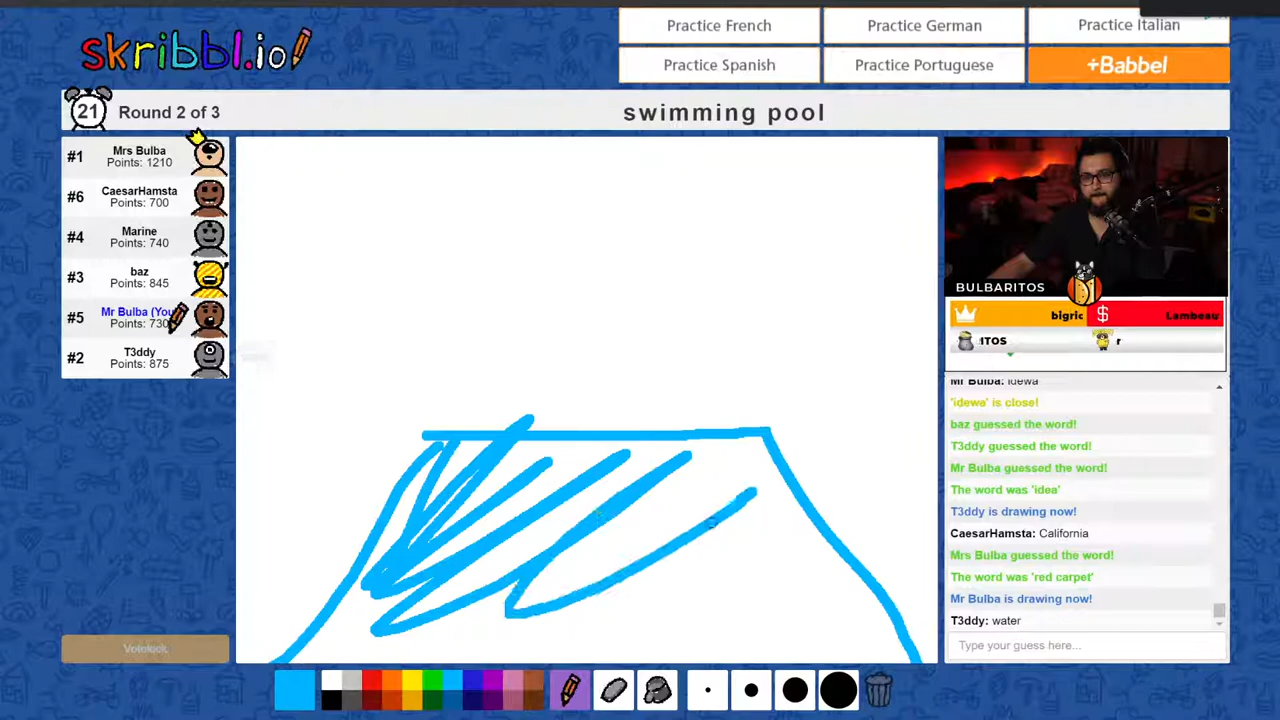 skribbl.io
Practice French
Practice German
Practice Italian
Practice Spanish
Practice Portuguese
+Babbel
21
Round 2 of 3
swimming pool
#1
Mrs Bulba
Points: 1210
#6
CaesarHamsta
Points: 700
#4
Marine
Points: 740
#3
baz
Points: 845
#5
Mr Bulba (You
Points: 730
#2
T3ddy
Points: 875
Votekick
BULBARITOS
bigric
$
Lambeau
ITOS
r
Mr Bulba: idewa
'idewa' is close!
baz guessed the word!
T3ddy guessed the word!
Mr Bulba guessed the word!
The word was 'idea'
T3ddy is drawing now!
CaesarHamsta: California
Mrs Bulba guessed the word!
The word was 'red carpet'
Mr Bulba is drawing now!
T3ddy: water
Type your guess here...